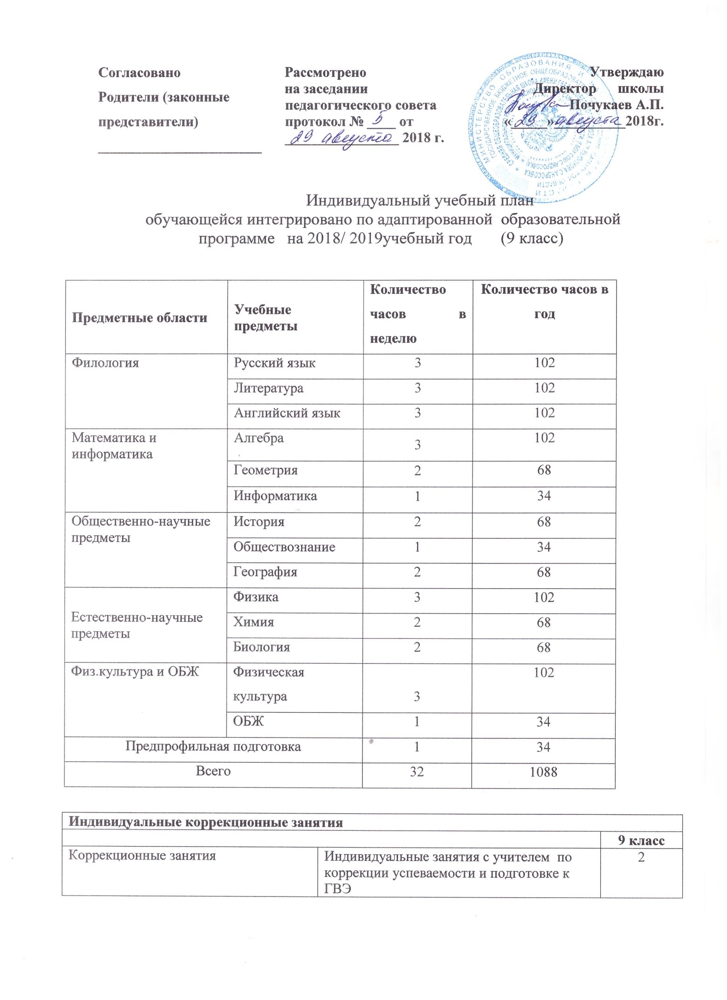 Согласовано
Родители (законные
представители)
Рассмотрено
на заседании
педагогического совета
протокол № 5 от
29 августа 2018 г.
Утверждаю
Директор школы
Почукаев А.П.
«29» августа 2018г.
Индивидуальный учебный план
обучающейся интегрировано по адаптированной образовательной
программе на 2018/ 2019учебный год (9 класс)
Предметные области
Учебные
предметы
Количество
часов в
неделю
Количество часов в
год
Филология
Русский язык 3 102
Литература 3 102
Английский язык 3 102
Математика и
информатика
Алгебра 3 102
Геометрия 2 68
Информатика 1 34
Общественно-научные
предметы
История 2 68
Обществознание 1 34
География 2 68
Естественно-научные
предметы
Физика 3 102
Химия 2 68
Биология 2 68
Физ.культура и ОБЖ
Физическая
культура
3 102
ОБЖ 1 34
Предпрофильная подготовка 1 34
Всего 32 1088
Индивидуальные коррекционные занятия
9 класс
Коррекционные занятия
Индивидуальные занятия с учителем по
коррекции успеваемости и подготовке к
ГВЭ
2